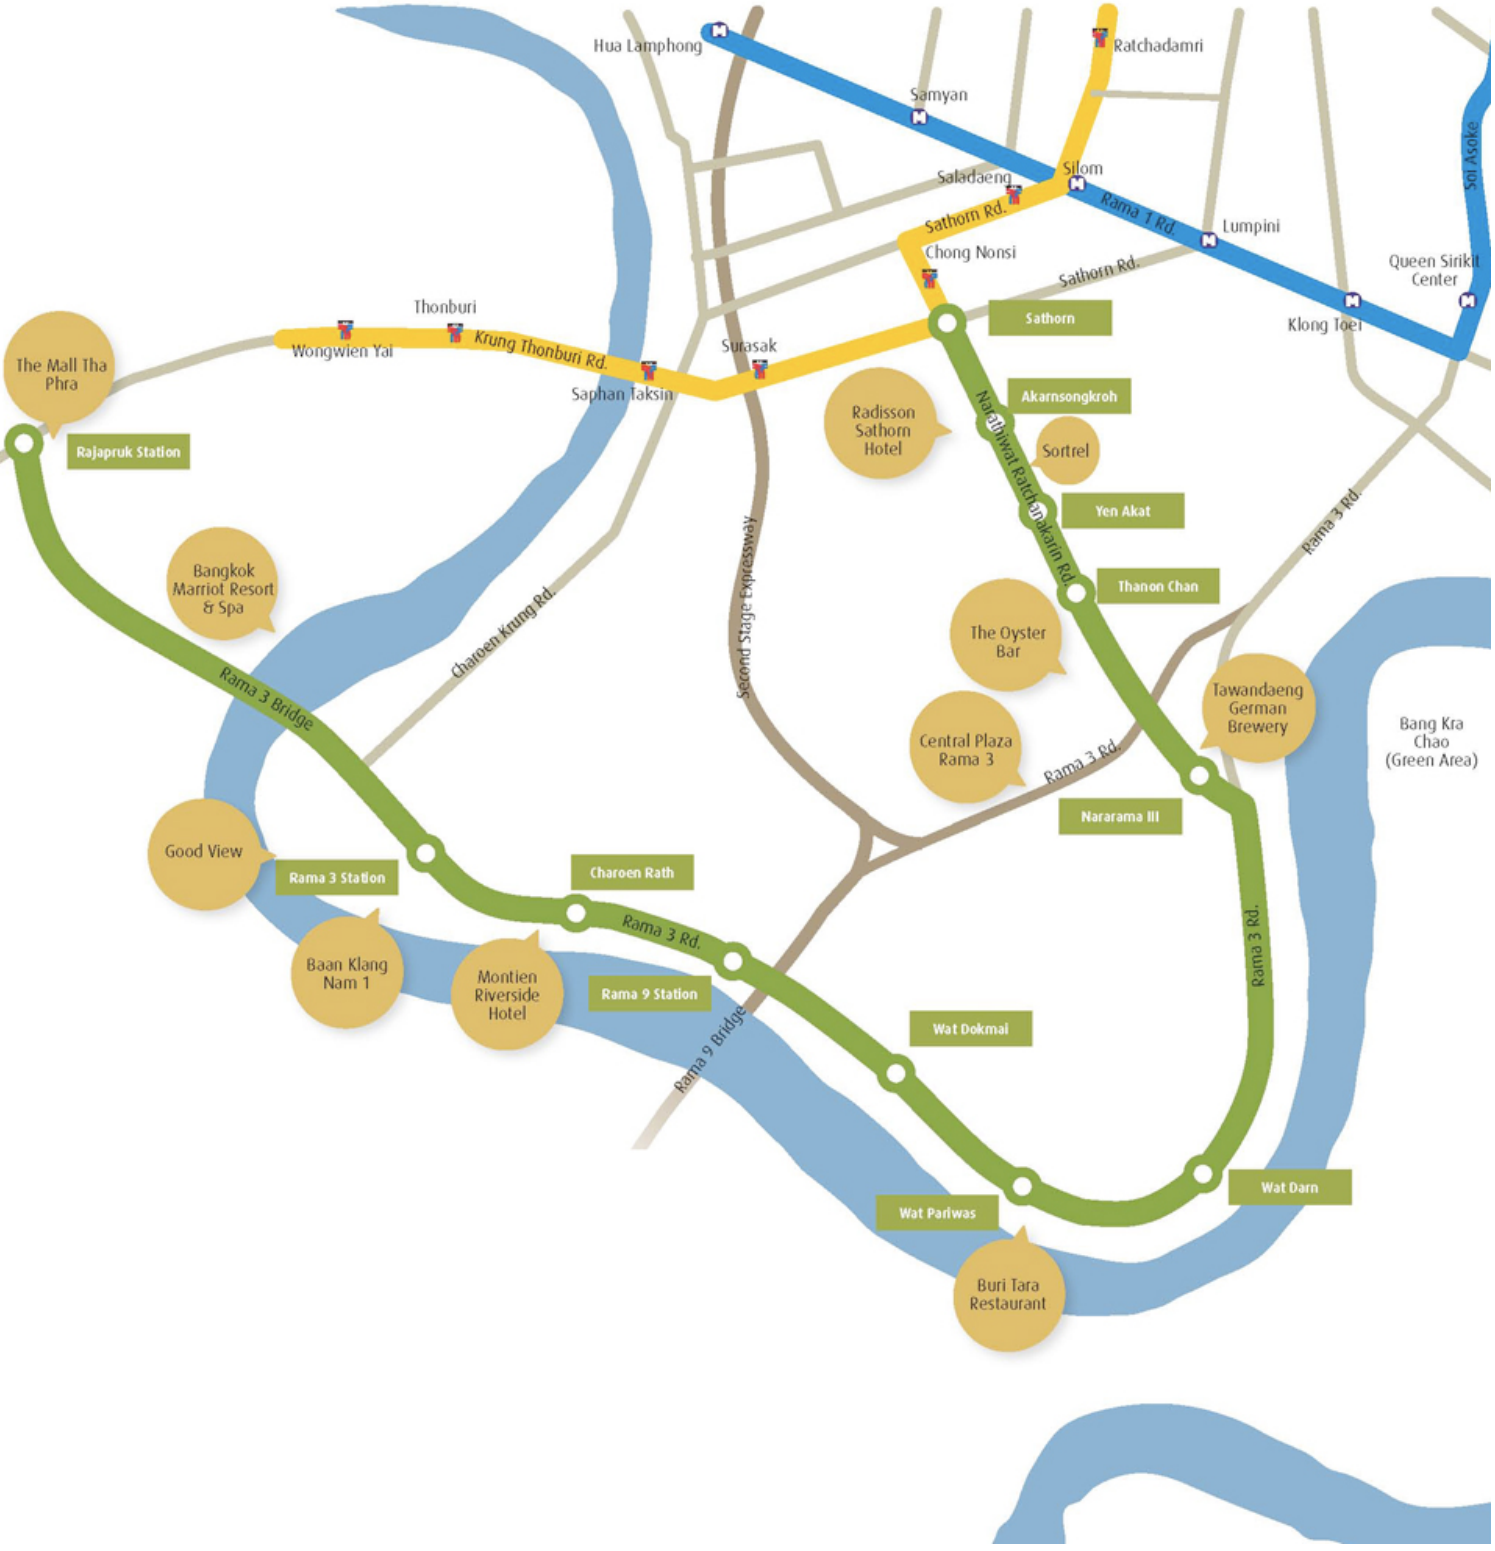 Hua Lamphong
Ratchadamri
Samyan
Soi Asoke
Silom
Saladaeng
Rama 1 Rd.
Sathorn Rd.
Lumpini
Chong Nonsi
Sathorn Rd.
Queen Sirikit
Center
Klong Toei
Sathorn
Thonburi
Wongwien Yai
Krung Thonburi Rd.
Surasak
Saphan Taksin
The Mall Tha
Phra
Rajapruk Station
Akarnsongkroh
Radisson
Sathorn
Hotel
Narathiwat Ratchanakarin Rd.
Sortrel
Yen Akat
Rama 3 Rd.
Bangkok
Marriot Resort
& Spa
Charoen Krung Rd.
Second Stage Expressway
Thanon Chan
The Oyster
Bar
Rama 3 Bridge
Tawandaeng
German
Brewery
Central Plaza
Rama 3
Rama 3 Rd.
Bang Kra
Chao
(Green Area)
Nararama III
Good View
Rama 3 Station
Charoen Rath
Rama 3 Rd.
Rama 3 Rd.
Baan Klang
Nam 1
Montien
Riverside
Hotel
Rama 9 Station
Rama 9 Bridge
Wat Dokmai
Wat Pariwas
Wat Darn
Buri Tara
Restaurant